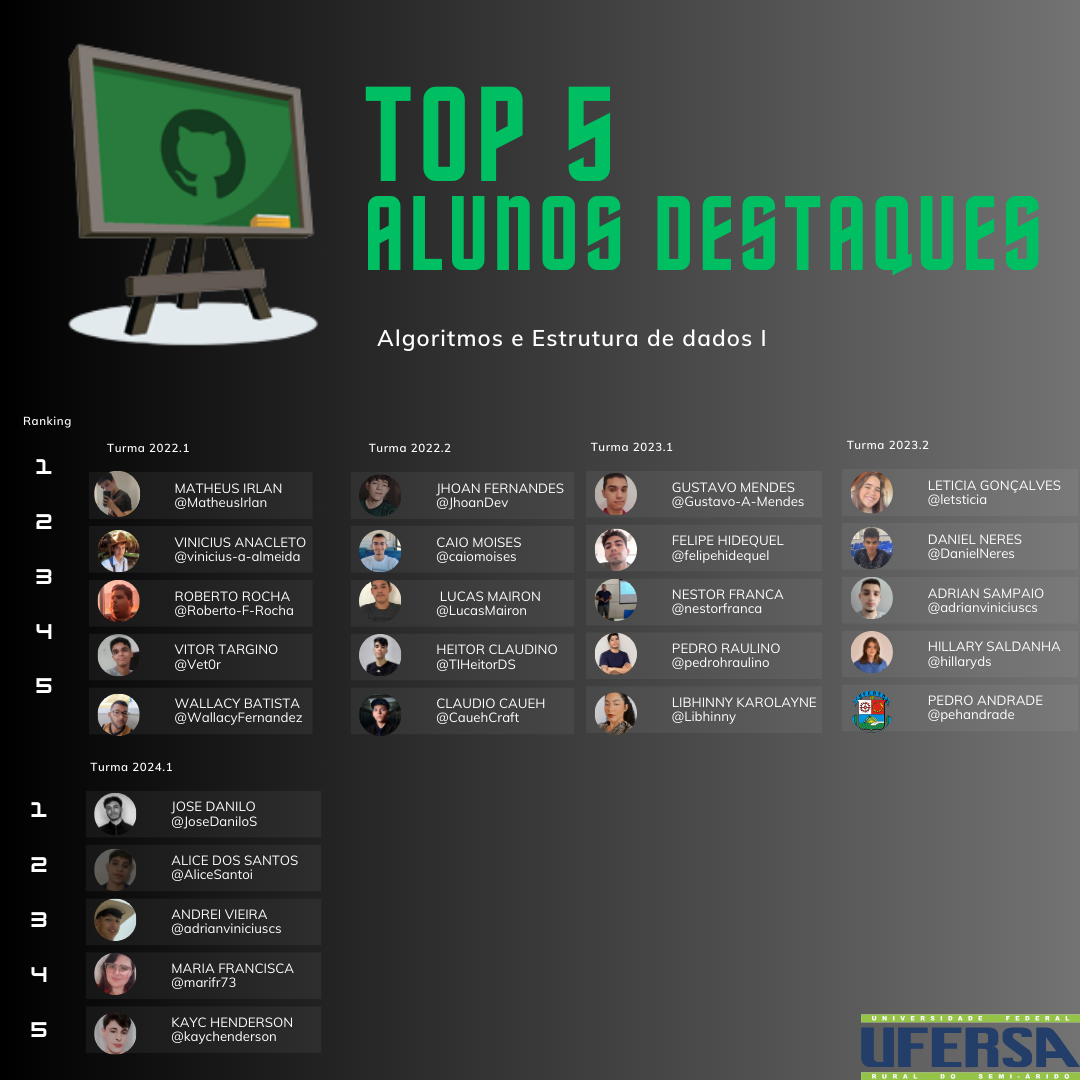 TOP 5
ALUNOS DESTAQUES
Algoritmos e Estrutura de dados I
Ranking
1
2
3
4
5
Turma 2022.1
MATHEUS IRLAN
@MatheusIrlan
VINICIUS ANACLETO
@vinicius-a-almeida
ROBERTO ROCHA
@Roberto-F-Rocha
VITOR TARGINO
@Vet0r
WALLACY BATISTA
@WallacyFernandez
Turma 2022.2
JHOAN FERNANDES
@JhoanDev
CAIO MOISES
@caiomoises
LUCAS MAIRON
@LucasMairon
HEITOR CLAUDINO
@TIHeitorDS
CLAUDIO CAUEH
@CauehCraft
Turma 2023.1
GUSTAVO MENDES
@Gustavo-A-Mendes
FELIPE HIDEQUEL
@felipehidequel
NESTOR FRANCA
@nestorfranca
PEDRO RAULINO
@pedrohraulino
LIBHINNY KAROLAYNE
@Libhinny
Turma 2023.2
LETICIA GONÇALVES
@letsticia
DANIEL NERES
@DanielNeres
ADRIAN SAMPAIO
@adrianviniciuscs
HILLARY SALDANHA
@hillaryds
PEDRO ANDRADE
@pehandrade
Turma 2024.1
1
JOSE DANILO
@JoseDaniloS
2
ALICE DOS SANTOS
@AliceSantoi
3
ANDREI VIEIRA
@adrianviniciuscs
4
MARIA FRANCISCA
@marifr73
5
KAYC HENDERSON
@kaychenderson
UNIVERSIDADE FEDERAL
UFERSA
RURAL DO SEMI-ÁRIDO